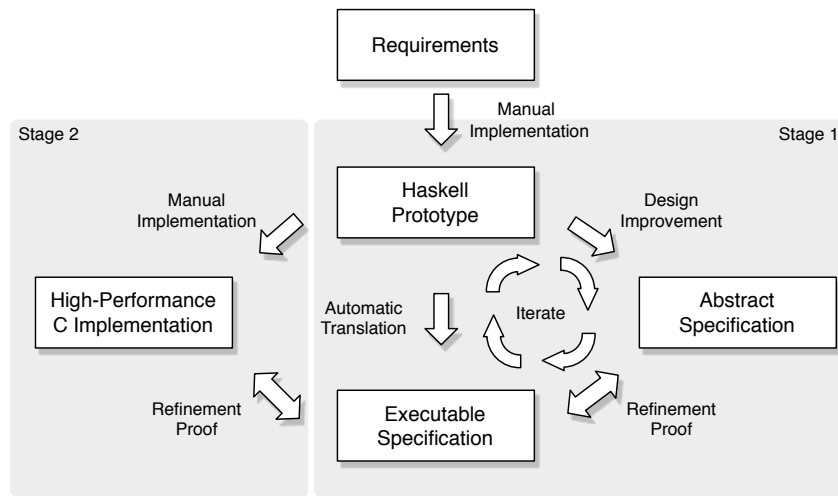 Requirements
Manual
Implementation
Stage 2
Stage 1
Haskell
Prototype
Manual
Implementation
Design
Improvement
High-Performance
C Implementation
Automatic
Translation
Iterate
Abstract
Specification
Refinement
Proof
Executable
Specification
Refinement
Proof